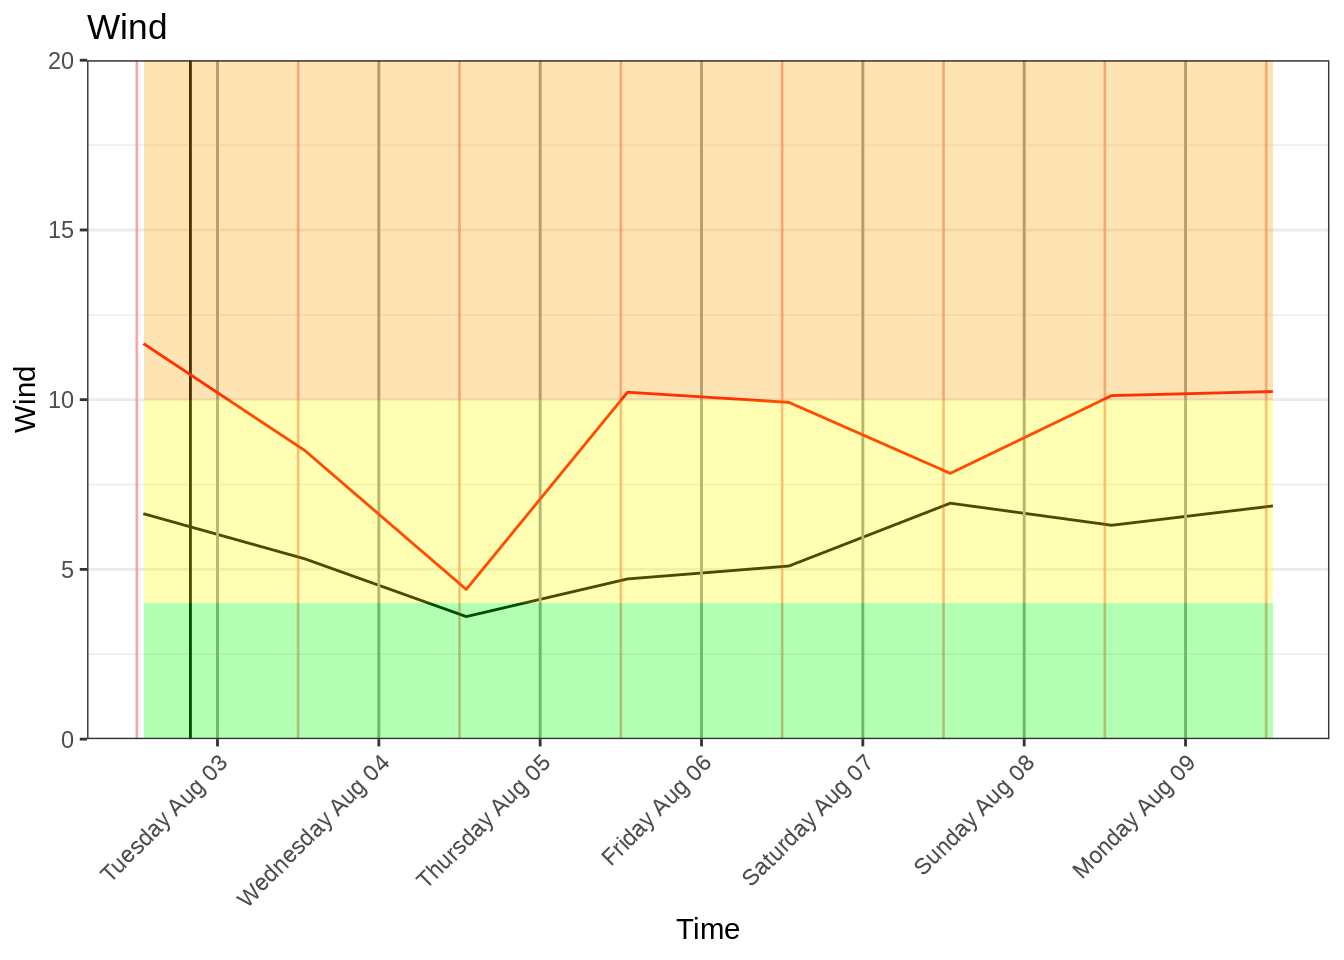 Wind
20
15
10
5
0
Wind
Tuesday Aug 03
Wednesday Aug 04
Thursday Aug 05
Friday Aug 06
Saturday Aug 07
Sunday Aug 08
Monday Aug 09
Time